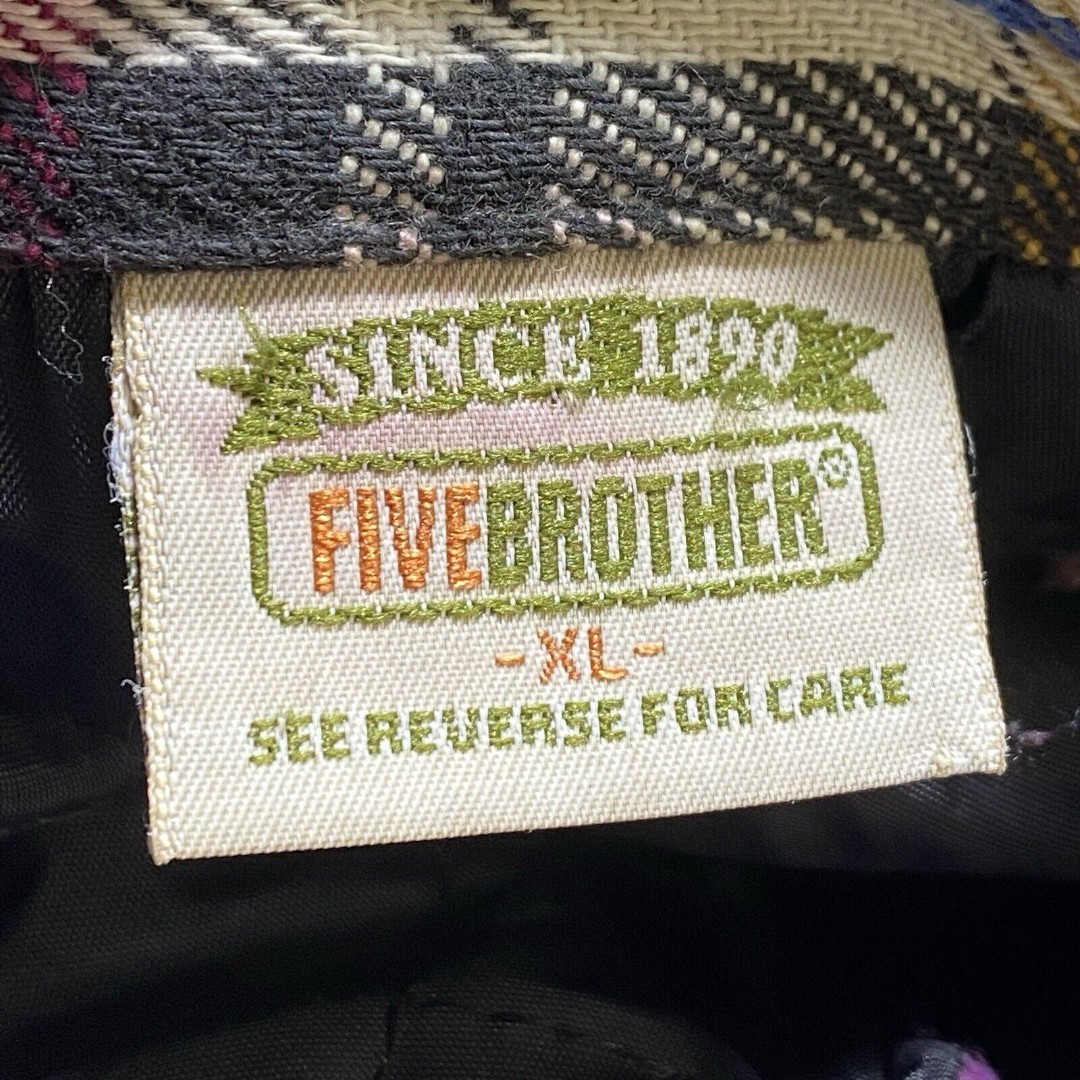 SINCE 1890
FIVEBROTHER®
-XL-
SEE REVERSE FOR CARE